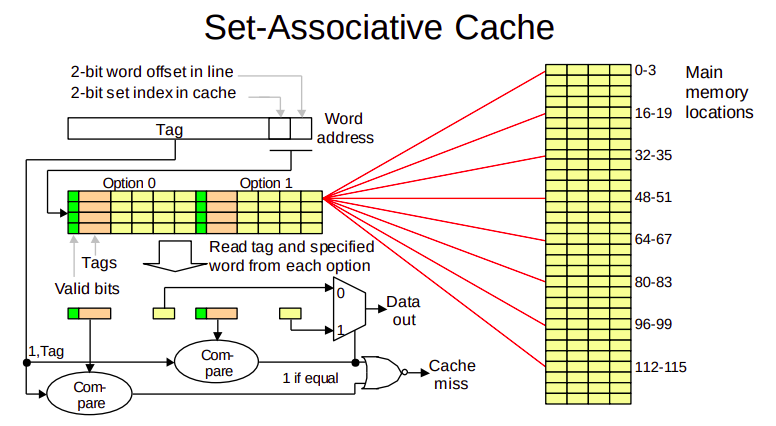 Set-Associative Cache
2-bit word offset in line
2-bit set index in cache
Tag
Word
address
Option 0
Option 1
Read tag and specified
word from each option
Tags
Valid bits
0
1
Data
out
1,Tag
Com-
pare
Com-
pare
1 if equal
Cache
miss
0-3
16-19
32-35
48-51
64-67
80-83
96-99
112-115
Main
memory
locations